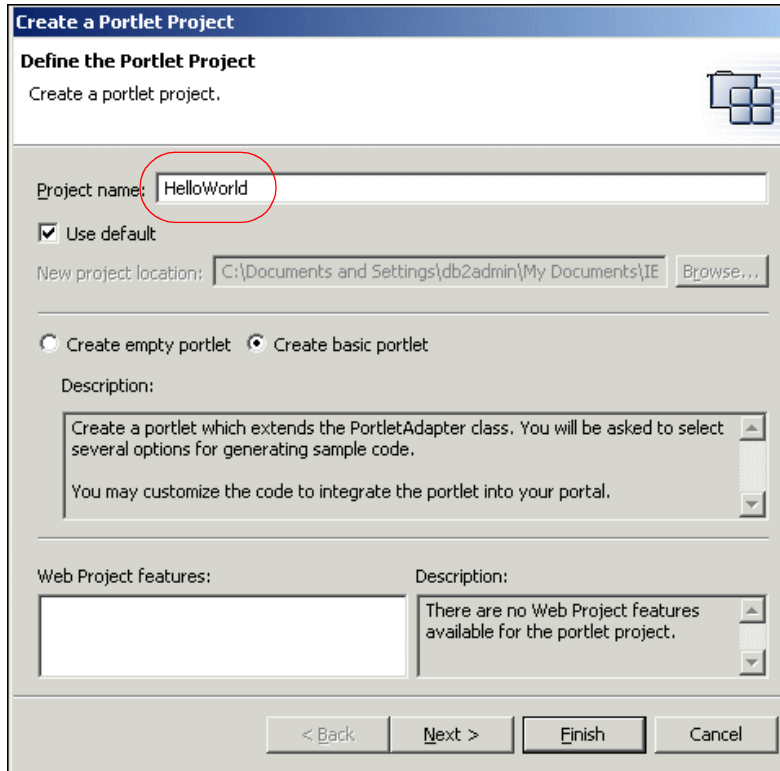 Create a Portlet Project
Define the Portlet Project
Create a portlet project.
Project name: HelloWorld
Use default
New project location: C:\Documents and Settings\db2admin\My Documents\IE Browse...
Create empty portlet Create basic portlet
Description:
Create a portlet which extends the PortletAdapter class. You will be asked to select
several options for generating sample code.
You may customize the code to integrate the portlet into your portal.
Web Project features: Description:
There are no Web Project features
available for the portlet project.
< Back Next > Finish Cancel